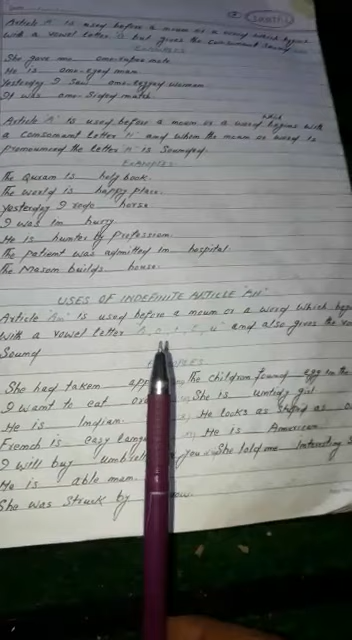 Article 'A' is used before a noun or a word which begins
with a vowel letter 'O' but gives the consonant sound
EXAMPLES
She gave me one-rupee note
He is one-eyed man.
Yesterday I saw one-legged woman
It was one-sided match.
Article 'A' is used before a noun or a word begins with
a consonant letter 'H' and when the noun or word is
pronounced the letter 'H' is sounded.
EXAMPLES
The Quran is holy book.
The world is happy place.
Yesterday I rode horse
I was in hurry.
He is hunter by profession.
The patient was admitted in hospital.
The Mason builds house.
USES OF INDEFINITE ARTICLE "AN"
Article 'An' is used before a noun or a word which
with a vowel letter and also gives the
Sound
She had taken The children found egg in the
I want to eat She is untidy girl
He is Indian. He looks as as
French is easy He is American
I will buy She told me interesting
He is able man.
She was struck by